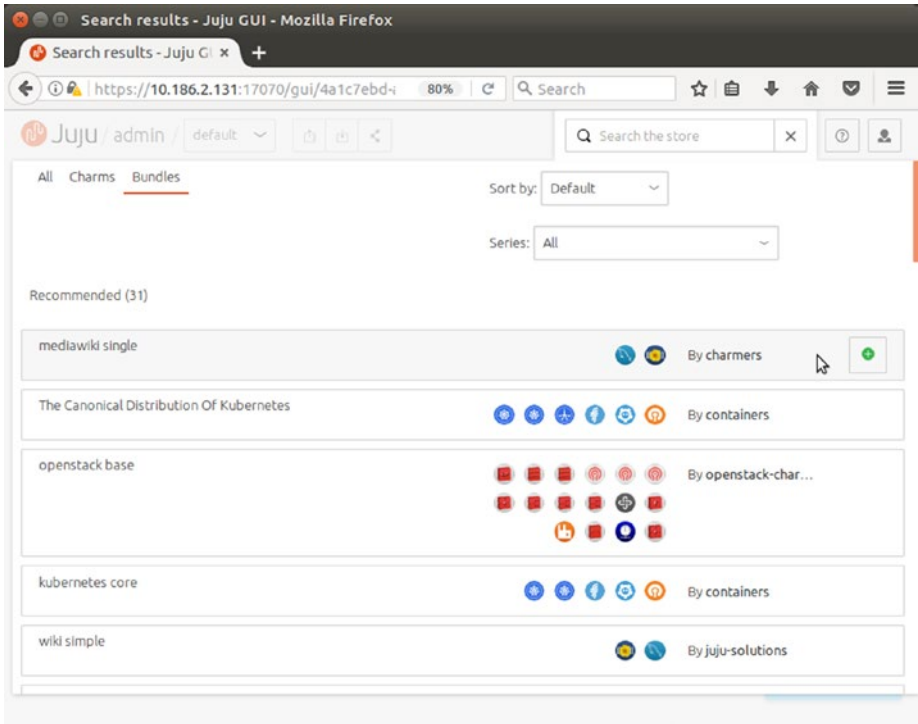 Search results - Juju GUI - Mozilla Firefox
Search results - Juju G
https://10.186.2.131:17070/gui/4a1c7ebd- 80% Search
Juju / admin / default Search the store
All Charms Bundles
Sort by: Default
Series: All
Recommended (31)
mediawiki single By charmers
The Canonical Distribution Of Kubernetes By containers
openstack base By openstack-char...
kubernetes core By containers
wiki simple By juju-solutions